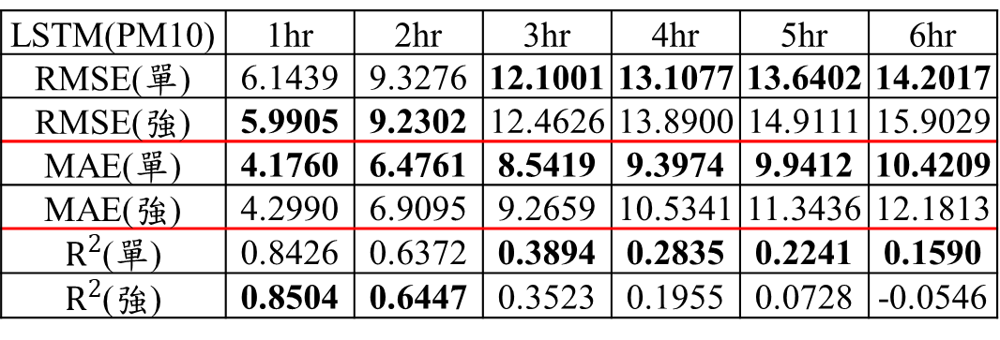 LSTM(PM10) 1hr 2hr 3hr 4hr 5hr 6hr
RMSE(單) 6.1439 9.3276 12.1001 13.1077 13.6402 14.2017
RMSE(強) 5.9905 9.2302 12.4626 13.8900 14.9111 15.9029
MAE(單) 4.1760 6.4761 8.5419 9.3974 9.9412 10.4209
MAE(強) 4.2990 6.9095 9.2659 10.5341 11.3436 12.1813
R²(單) 0.8426 0.6372 0.3894 0.2835 0.2241 0.1590
R²(強) 0.8504 0.6447 0.3523 0.1955 0.0728 -0.0546